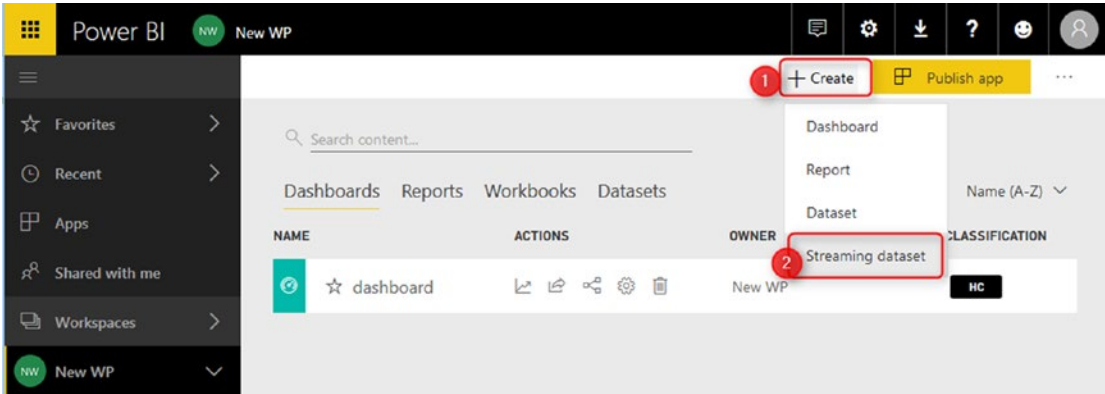 Power BI NW New WP
?
1 + Create Publish app ...
Favorites
Search content...
Dashboard
Recent
Report
Dashboards Reports Workbooks Datasets
Name (A-Z)
Apps
Dataset
NAME ACTIONS OWNER CLASSIFICATION
Shared with me
2 Streaming dataset
dashboard New WP HC
Workspaces
NW New WP